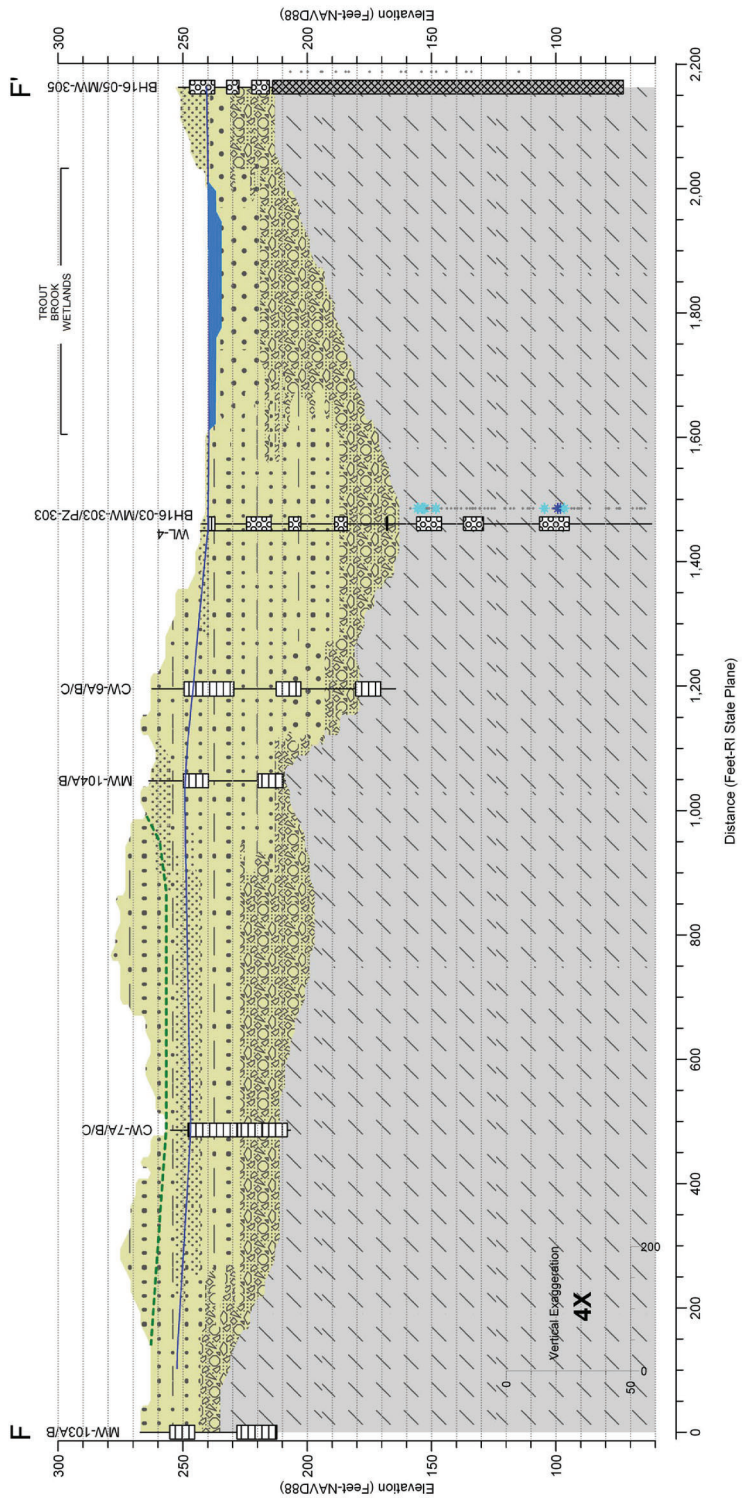 F
F'
MW-103A/B
CW-7A/B/C
MW-104A/B
CW-6A/B/C
WL-4
BH16-03/MW-303/PZ-303
TROUT
BROOK
WETLANDS
BH16-05/MW-305
Elevation (Feet-NAVD88)
300
250
200
150
100
Elevation (Feet-NAVD88)
300
250
200
150
100
Vertical Exaggeration
4X
0
50
0
200
0
200
400
600
800
1,000
1,200
1,400
1,600
1,800
2,000
2,200
Distance (Feet-RI State Plane)